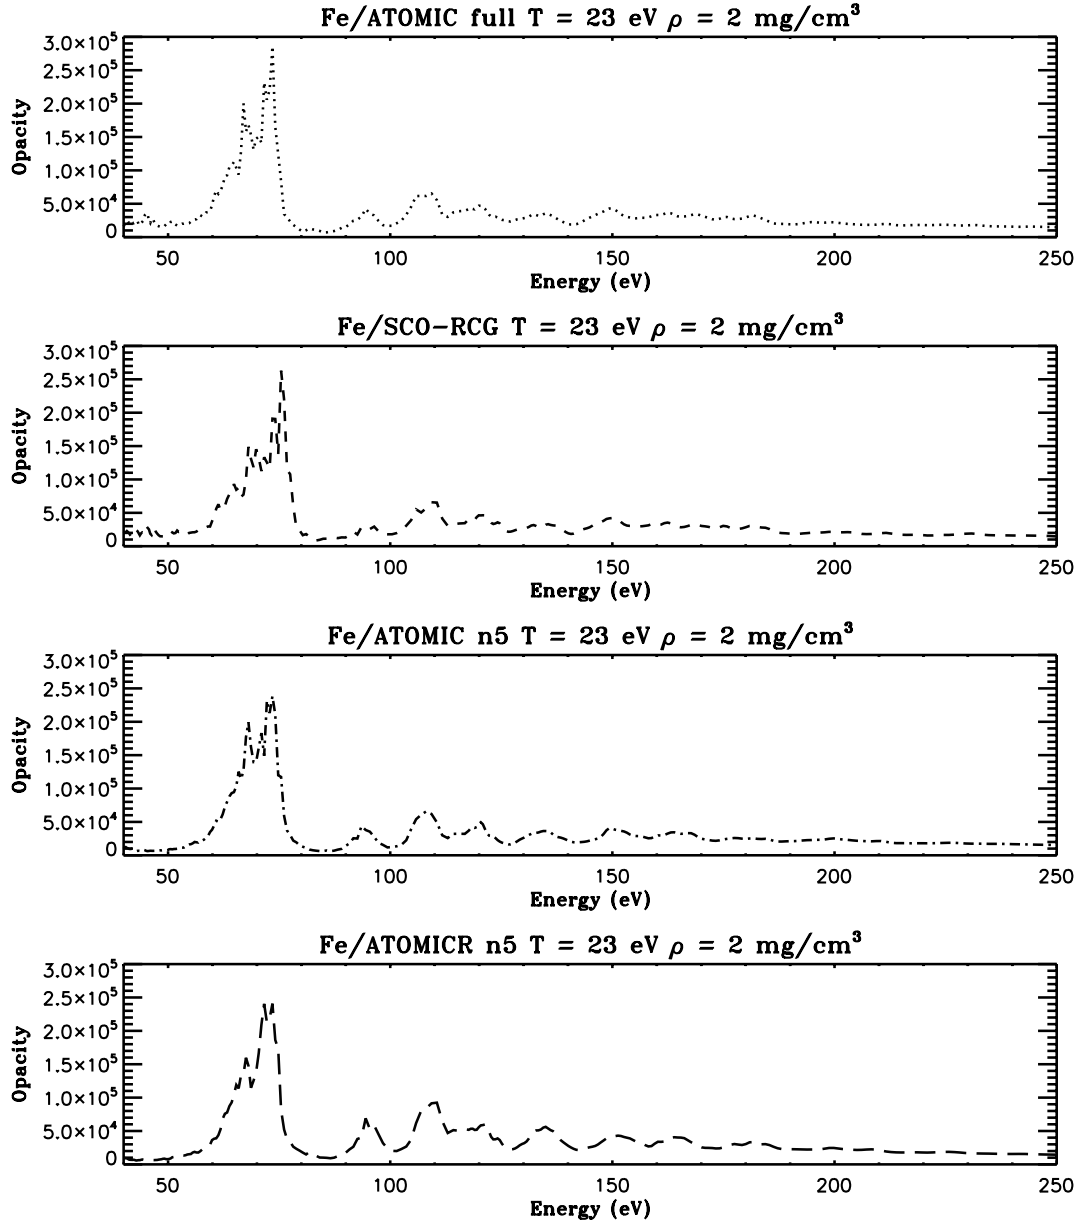 Fe/ATOMIC full T = 23 eV ρ = 2 mg/cm³
3.0×10⁵
2.5×10⁵
2.0×10⁵
1.5×10⁵
1.0×10⁵
5.0×10⁴
0
Opacity
50 100 150 200 250
Energy (eV)
Fe/SCO−RCG T = 23 eV ρ = 2 mg/cm³
3.0×10⁵
2.5×10⁵
2.0×10⁵
1.5×10⁵
1.0×10⁵
5.0×10⁴
0
Opacity
50 100 150 200 250
Energy (eV)
Fe/ATOMIC n5 T = 23 eV ρ = 2 mg/cm³
3.0×10⁵
2.5×10⁵
2.0×10⁵
1.5×10⁵
1.0×10⁵
5.0×10⁴
0
Opacity
50 100 150 200 250
Energy (eV)
Fe/ATOMICR n5 T = 23 eV ρ = 2 mg/cm³
3.0×10⁵
2.5×10⁵
2.0×10⁵
1.5×10⁵
1.0×10⁵
5.0×10⁴
0
Opacity
50 100 150 200 250
Energy (eV)